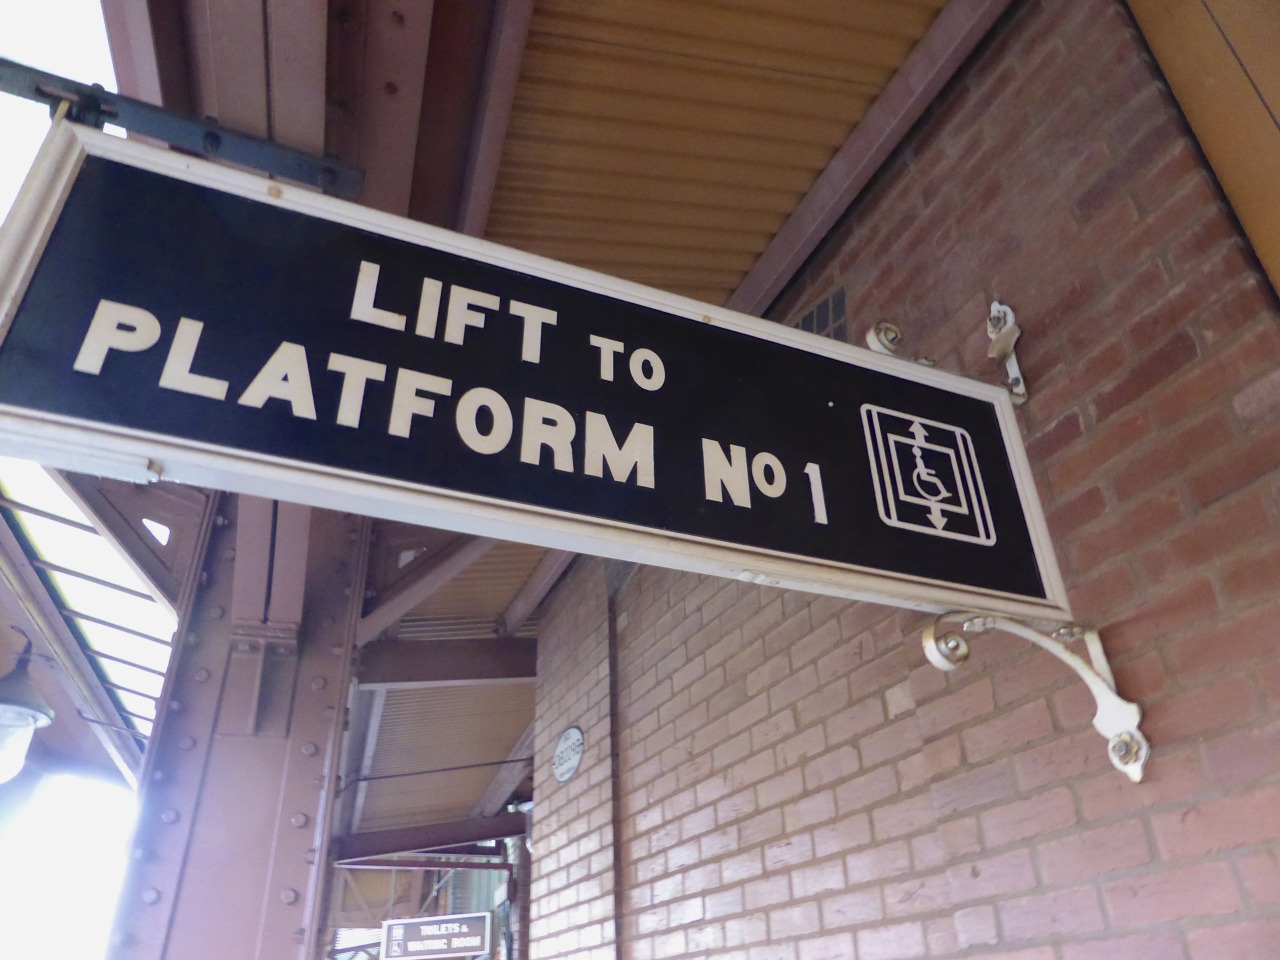 LIFT TO
PLATFORM No 1
TOILETS &
WAITING ROOM